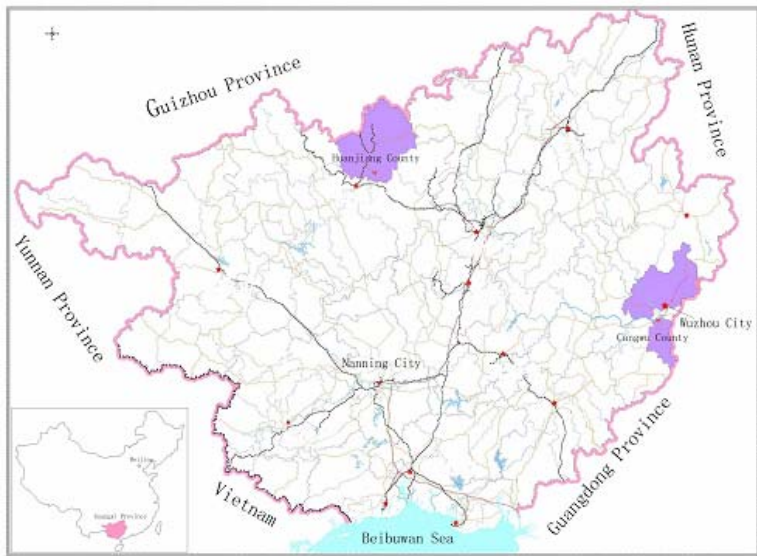 Guizhou Province
Hunan Province
Huanjiang County
Yunnan Province
Wuzhou City
Cangwu County
Nanning City
Beijing
Guangxi Province
Vietnam
Guangdong Province
Beibuwan Sea